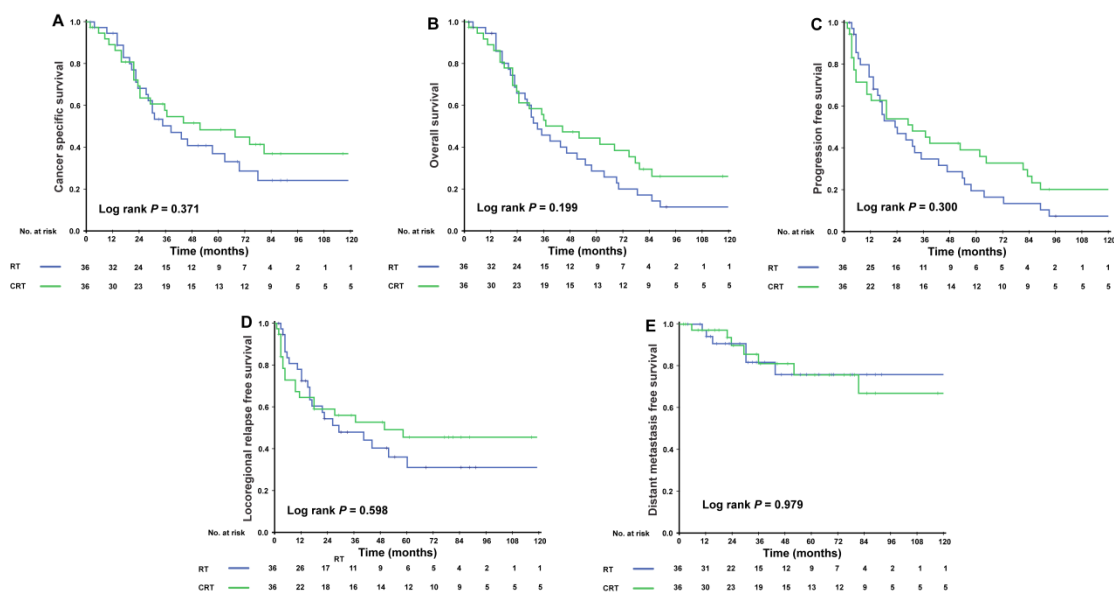 A
Cancer specific survival
1.0
0.8
0.6
0.4
0.2
0.0
Log rank P = 0.371
No. at risk
0 12 24 36 48 60 72 84 96 108 120
Time (months)
RT 36 32 24 15 12 9 7 4 2 1 1
CRT 36 30 23 19 15 13 12 9 5 5 5
B
Overall survival
1.0
0.8
0.6
0.4
0.2
0.0
Log rank P = 0.199
No. at risk
0 12 24 36 48 60 72 84 96 108 120
Time (months)
RT 36 32 24 15 12 9 7 4 2 1 1
CRT 36 30 23 19 15 13 12 9 5 5 5
C
Progression free survival
1.0
0.8
0.6
0.4
0.2
0.0
Log rank P = 0.300
No. at risk
0 12 24 36 48 60 72 84 96 108 120
Time (months)
RT 36 25 16 11 9 6 5 4 2 1 1
CRT 36 22 18 16 14 12 10 9 5 5 5
D
Locoregional relapse free survival
1.0
0.8
0.6
0.4
0.2
0.0
Log rank P = 0.598
No. at risk
0 12 24 36 48 60 72 84 96 108 120
Time (months)
RT
RT 36 26 17 11 9 6 5 4 2 1 1
CRT 36 22 18 16 14 12 10 9 5 5 5
E
Distant metastasis free survival
1.0
0.8
0.6
0.4
0.2
0.0
Log rank P = 0.979
No. at risk
0 12 24 36 48 60 72 84 96 108 120
Time (months)
RT 36 31 22 15 12 9 7 4 2 1 1
CRT 36 30 23 19 15 13 12 9 5 5 5